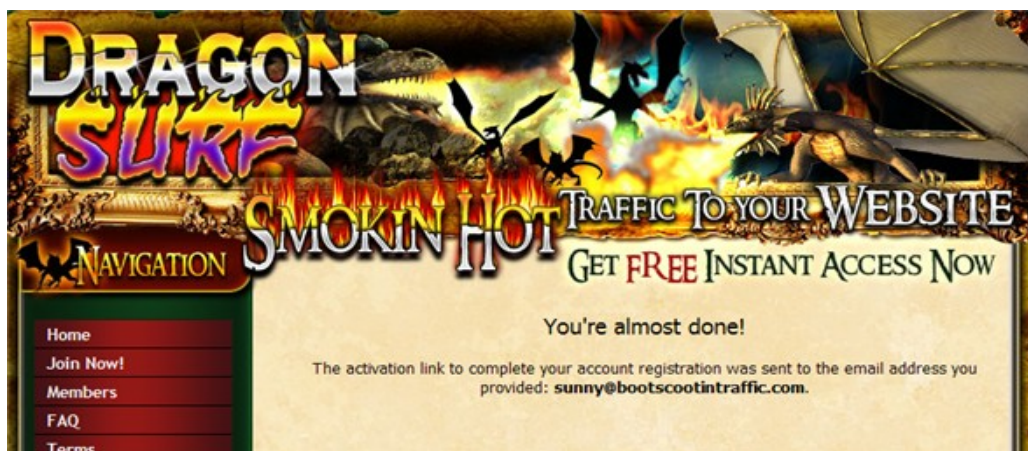 DRAGON
SURF
SMOKIN HOT TRAFFIC TO YOUR WEBSITE
GET FREE INSTANT ACCESS NOW
NAVIGATION
Home
Join Now!
Members
FAQ
Terms
You're almost done!
The activation link to complete your account registration was sent to the email address you
provided: sunny@bootscootintraffic.com.